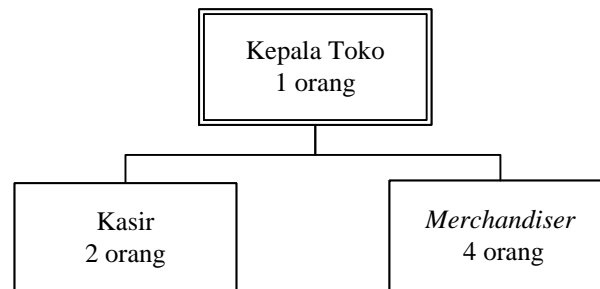 Kepala Toko
1 orang
Kasir
2 orang
Merchandiser
4 orang